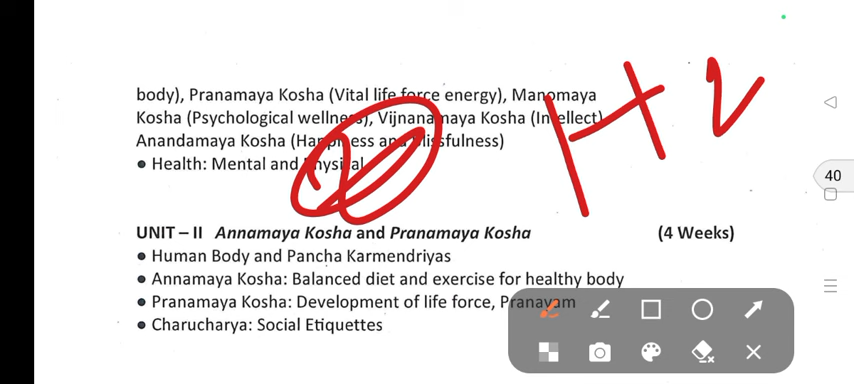 body), Pranamaya Kosha (Vital life force energy), Manomaya
Kosha (Psychological wellness), Vijnanamaya Kosha (Intellect),
Anandamaya Kosha (Happiness and Blissfulness)
• Health: Mental and Physical
H2
UNIT – II Annamaya Kosha and Pranamaya Kosha (4 Weeks)
• Human Body and Pancha Karmendriyas
• Annamaya Kosha: Balanced diet and exercise for healthy body
• Pranamaya Kosha: Development of life force, Pranayam
• Charucharya: Social Etiquettes
40